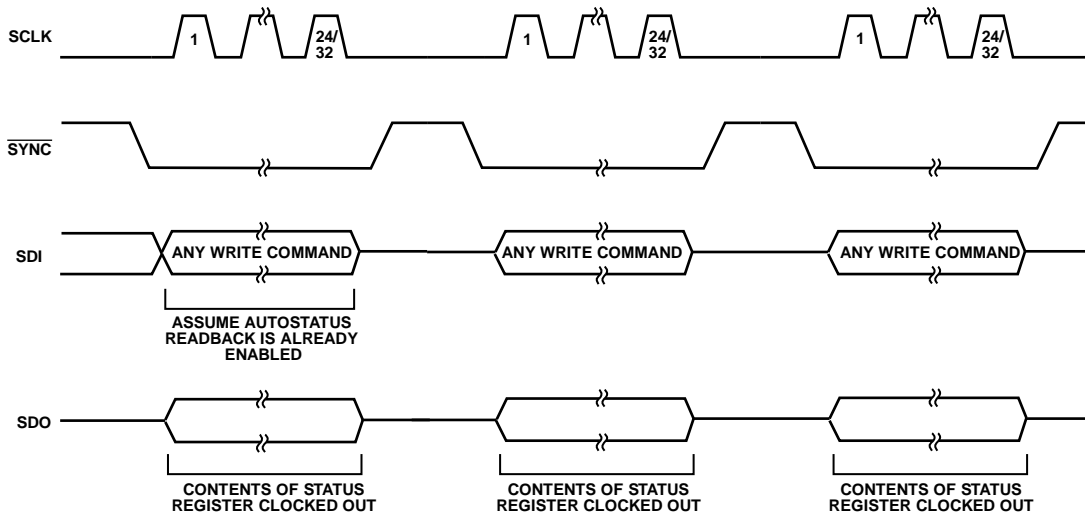 SCLK
1
24/
32
1
24/
32
1
24/
32
SYNC
SDI
ANY WRITE COMMAND
ANY WRITE COMMAND
ANY WRITE COMMAND
ASSUME AUTOSTATUS
READBACK IS ALREADY
ENABLED
SDO
CONTENTS OF STATUS
REGISTER CLOCKED OUT
CONTENTS OF STATUS
REGISTER CLOCKED OUT
CONTENTS OF STATUS
REGISTER CLOCKED OUT